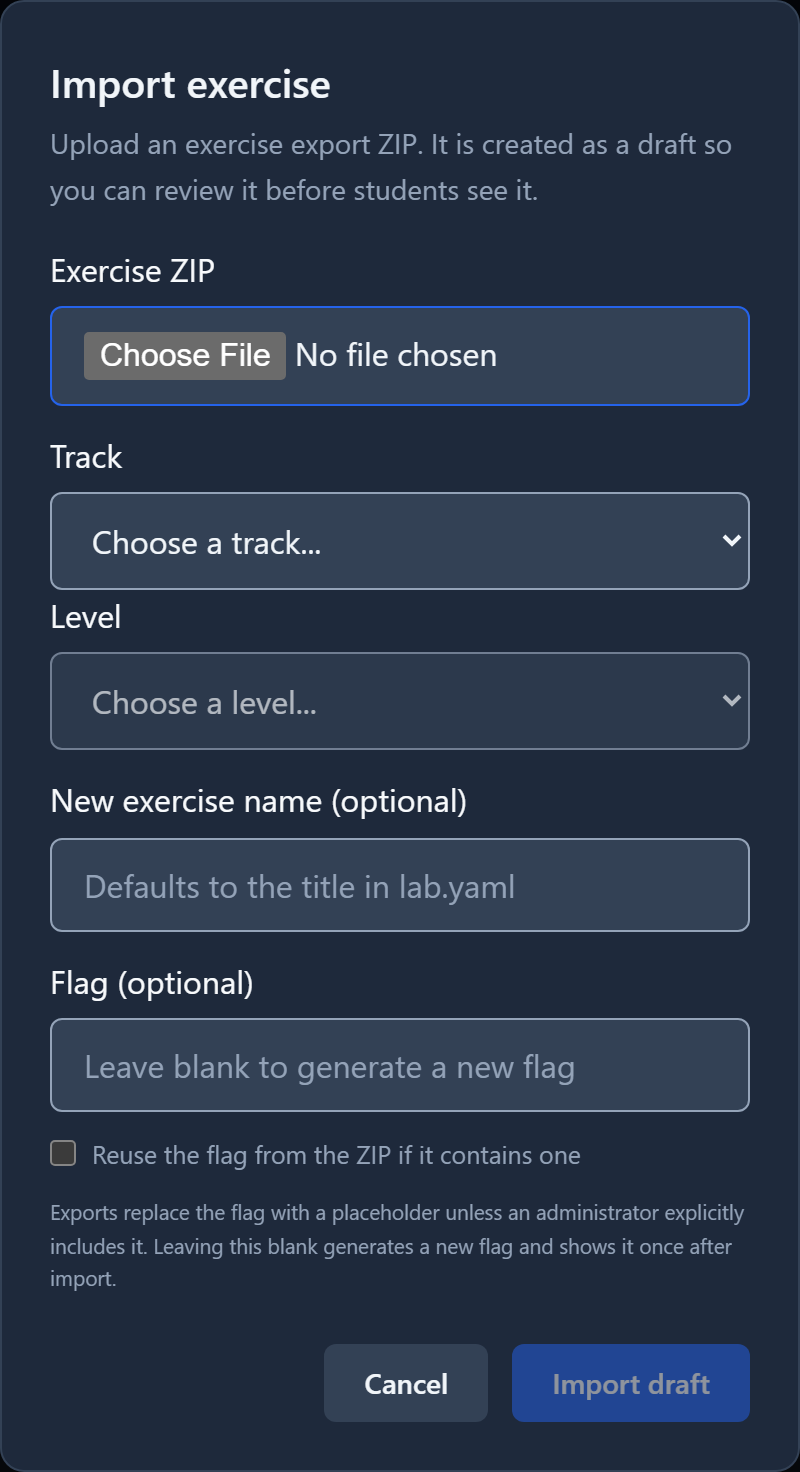 Import exercise
Upload an exercise export ZIP. It is created as a draft so
you can review it before students see it.
Exercise ZIP
Choose File No file chosen
Track
Choose a track...
Level
Choose a level...
New exercise name (optional)
Defaults to the title in lab.yaml
Flag (optional)
Leave blank to generate a new flag
Reuse the flag from the ZIP if it contains one
Exports replace the flag with a placeholder unless an administrator explicitly
includes it. Leaving this blank generates a new flag and shows it once after
import.
Cancel Import draft